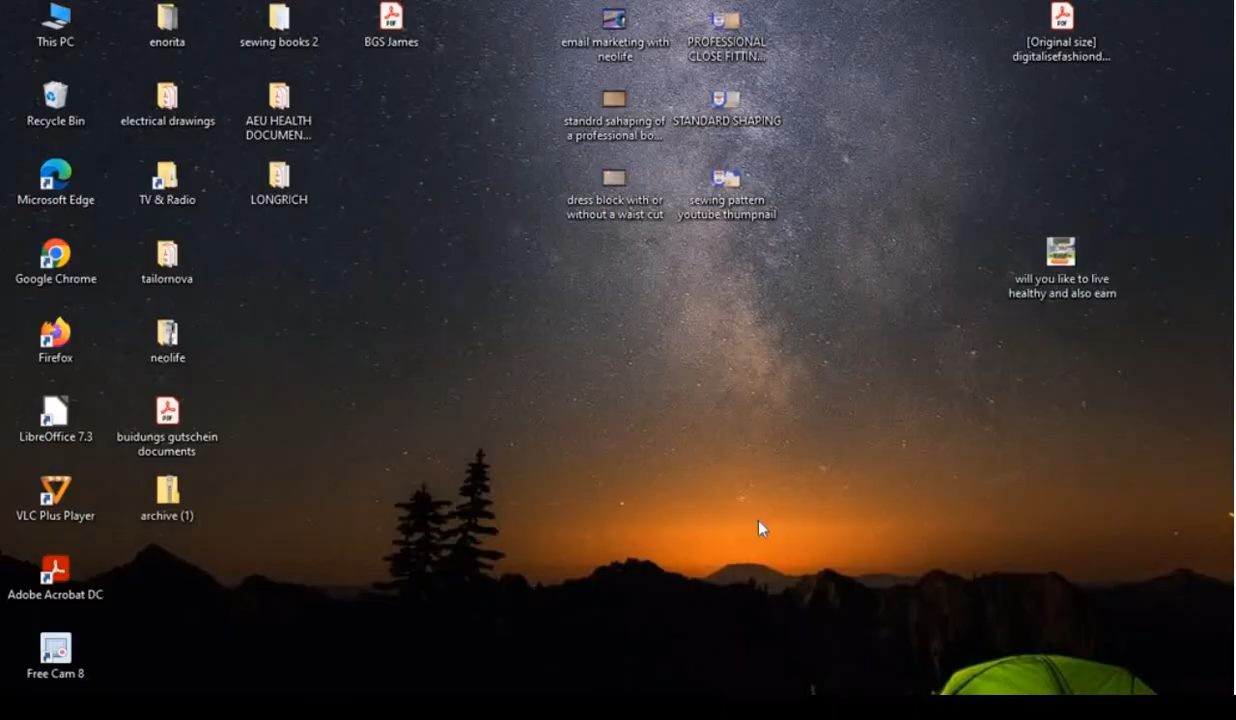 This PC
enorita
sewing books 2
BGS James
email marketing with
neolife
PROFESSIONAL
CLOSE FITTIN...
[Original size]
digitalisefashiond...
Recycle Bin
electrical drawings
AEU HEALTH
DOCUMEN...
standrd sahaping of
a professional bo...
STANDARD SHAPING
Microsoft Edge
TV & Radio
LONGRICH
dress block with or
without a waist cut
sewing pattern
youtube thumpnail
Google Chrome
tailornova
will you like to live
healthy and also earn
Firefox
neolife
LibreOffice 7.3
buidungs gutschein
documents
VLC Plus Player
archive (1)
Adobe Acrobat DC
Free Cam 8